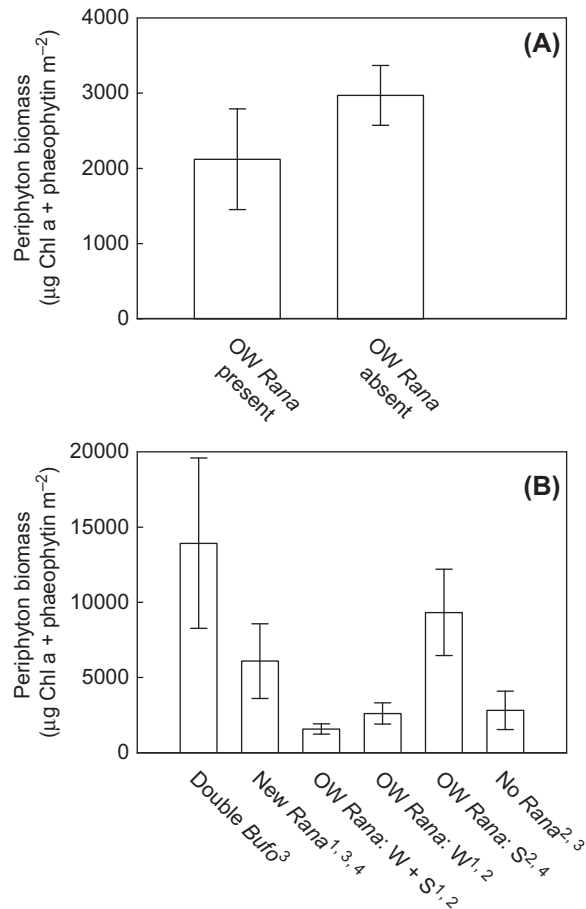 (A)
Periphyton biomass
(µg Chl a + phaeophytin m⁻²)
4000
3000
2000
1000
0
OW Rana
present
OW Rana
absent
(B)
Periphyton biomass
(µg Chl a + phaeophytin m⁻²)
20000
15000
10000
5000
0
Double Bufo³
New Rana¹,³,⁴
OW Rana: W + S¹,²
OW Rana: W¹,²
OW Rana: S²,⁴
No Rana²,³